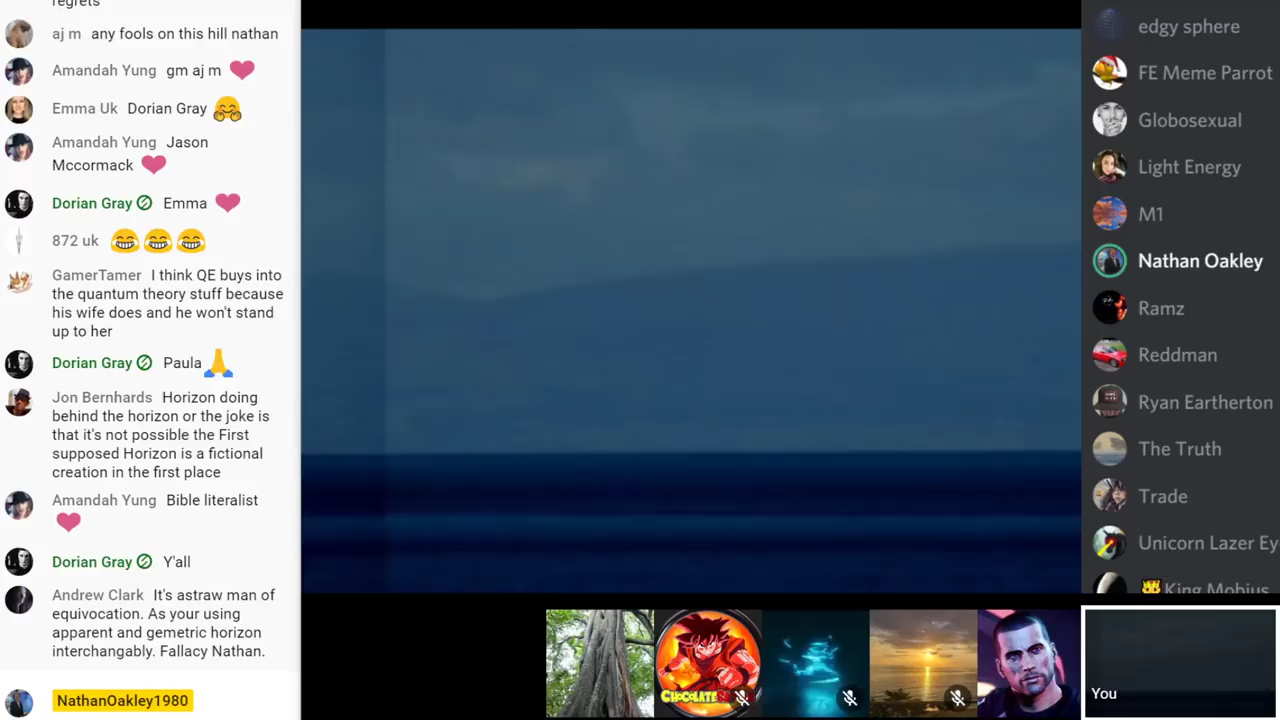 regrets
aj m any fools on this hill nathan
Amandah Yung gm aj m
Emma Uk Dorian Gray
Amandah Yung Jason
Mccormack
Dorian Gray Emma
872 uk
GamerTamer I think QE buys into
the quantum theory stuff because
his wife does and he won't stand
up to her
Dorian Gray Paula
Jon Bernhards Horizon doing
behind the horizon or the joke is
that it's not possible the First
supposed Horizon is a fictional
creation in the first place
Amandah Yung Bible literalist
Dorian Gray Y'all
Andrew Clark It's astraw man of
equivocation. As your using
apparent and gemetric horizon
interchangably. Fallacy Nathan.
NathanOakley1980
CHOCOLATE
You
edgy sphere
FE Meme Parrot
Globosexual
Light Energy
M1
Nathan Oakley
Ramz
Reddman
Ryan Eartherton
The Truth
Trade
Unicorn Lazer Ey
King Mobius